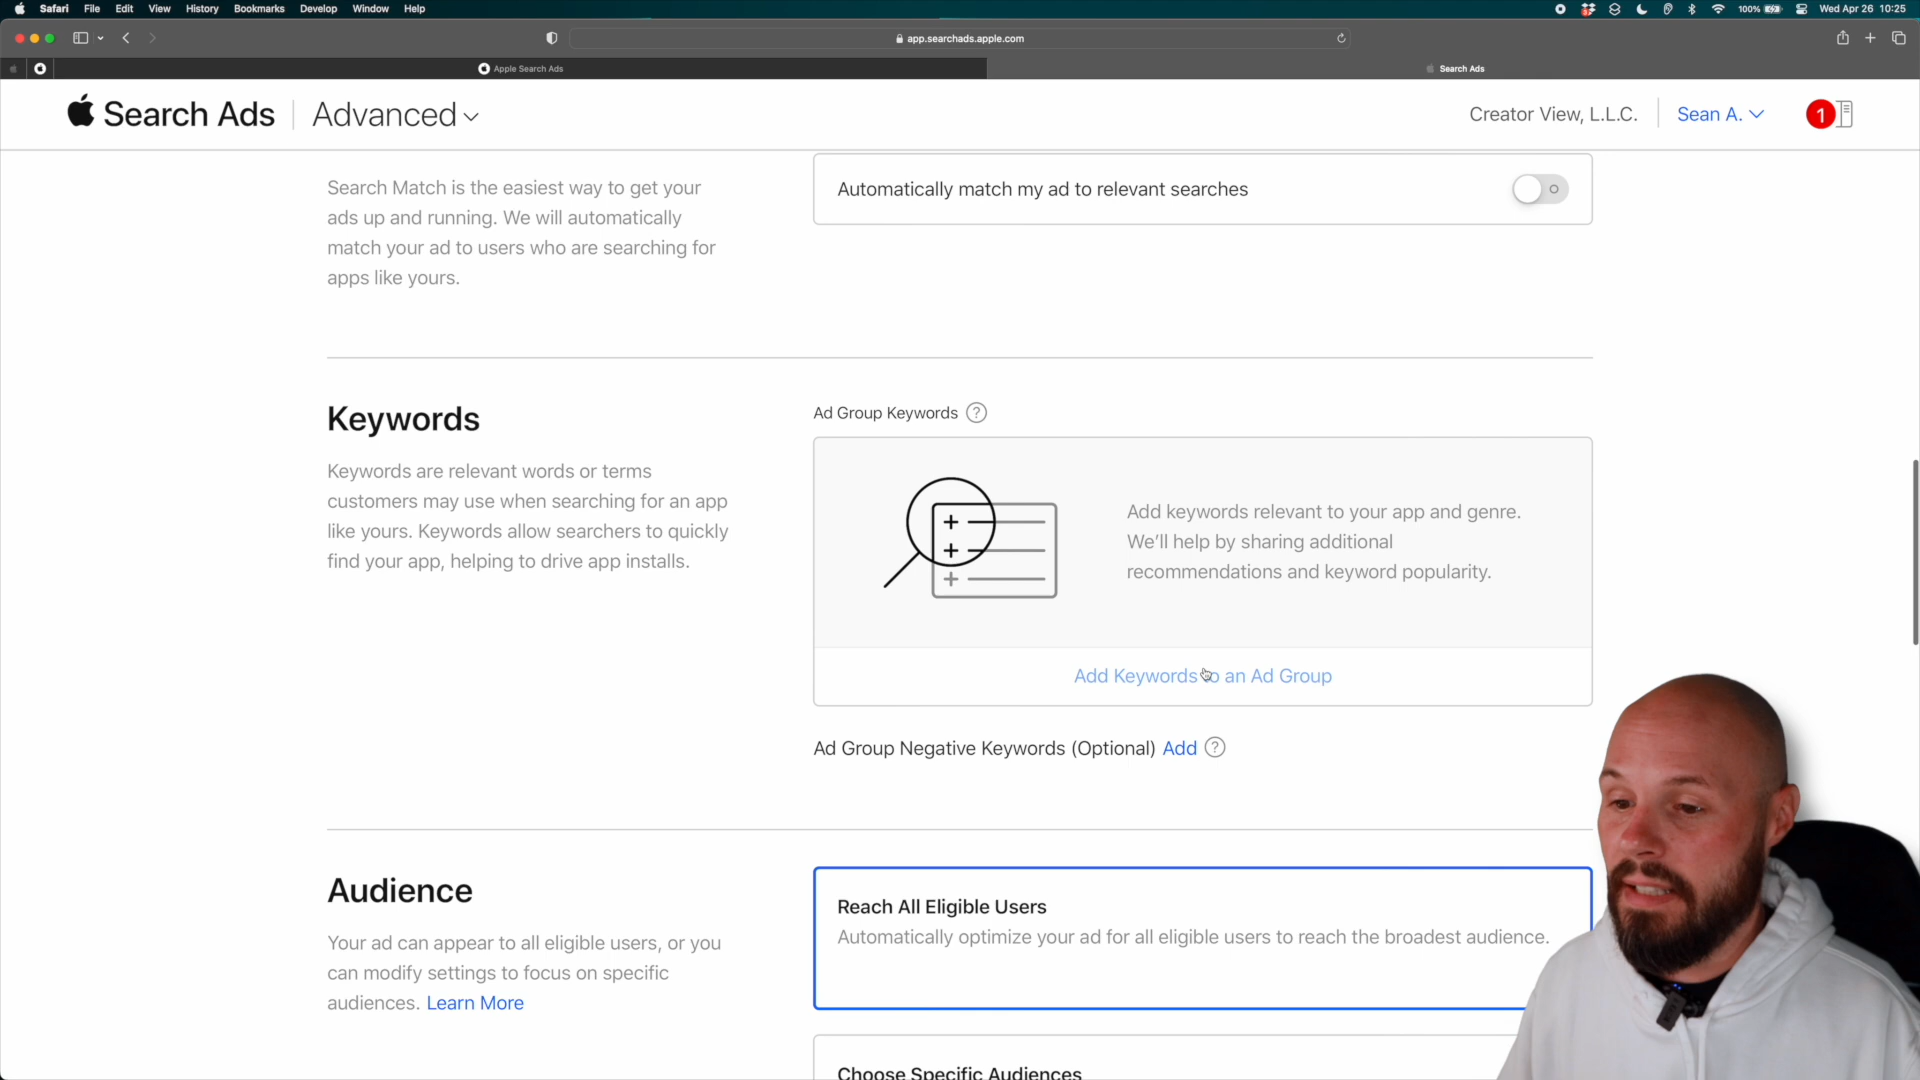 Safari File Edit View History Bookmarks Develop Window Help
100% Wed Apr 26 10:25
app.searchads.apple.com
Apple Search Ads
Search Ads
Search Ads Advanced
Creator View, L.L.C. Sean A. 1
Search Match is the easiest way to get your
ads up and running. We will automatically
match your ad to users who are searching for
apps like yours.
Automatically match my ad to relevant searches
Keywords
Keywords are relevant words or terms
customers may use when searching for an app
like yours. Keywords allow searchers to quickly
find your app, helping to drive app installs.
Ad Group Keywords ?
Add keywords relevant to your app and genre.
We’ll help by sharing additional
recommendations and keyword popularity.
Add Keywords to an Ad Group
Ad Group Negative Keywords (Optional) Add ?
Audience
Your ad can appear to all eligible users, or you
can modify settings to focus on specific
audiences. Learn More
Reach All Eligible Users
Automatically optimize your ad for all eligible users to reach the broadest audience.
Choose Specific Audiences